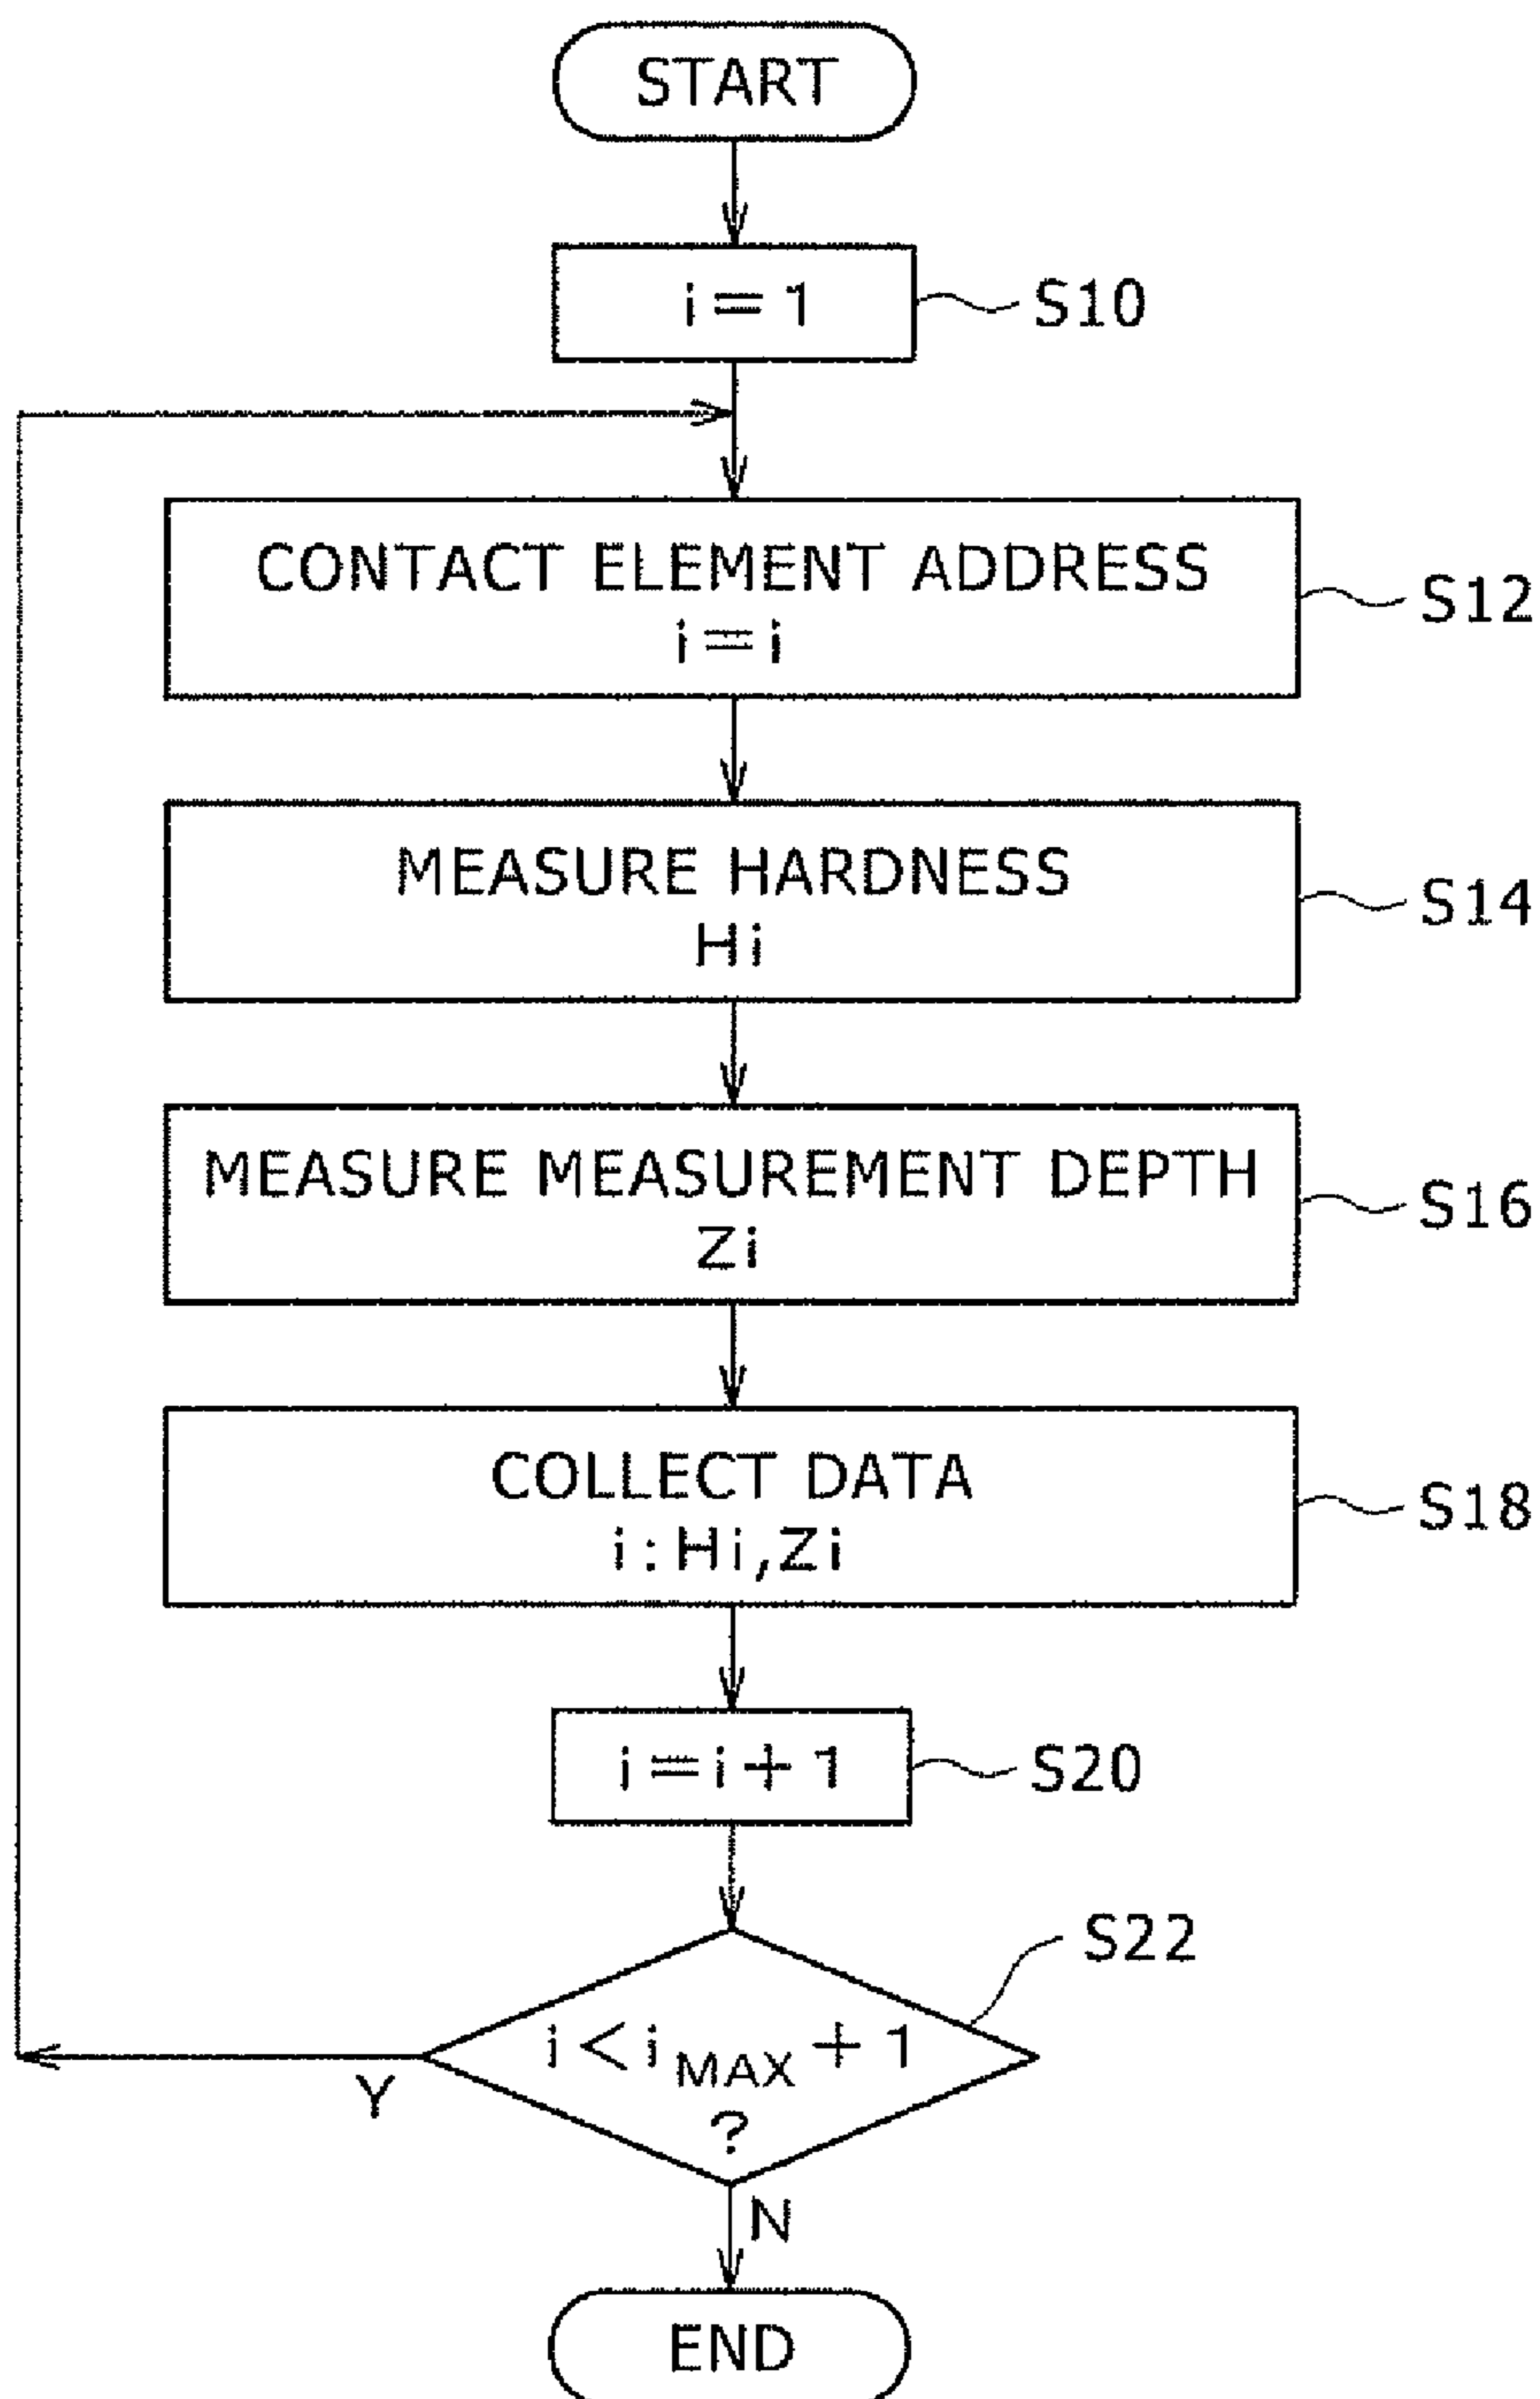 START
i=1
S10
CONTACT ELEMENT ADDRESS
i=i
S12
MEASURE HARDNESS
Hi
S14
MEASURE MEASUREMENT DEPTH
Zi
S16
COLLECT DATA
i:Hi,Zi
S18
i=i+1
S20
S22
i<iMAX+1
?
Y
N
END